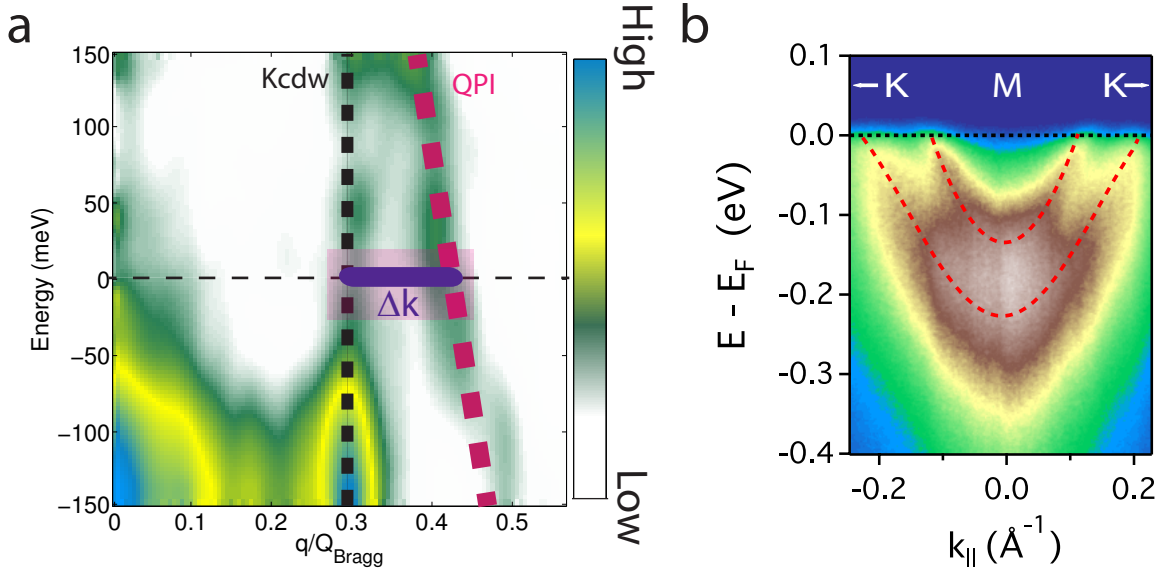 a
High
Low
150
100
50
0
−50
−100
−150
Energy (meV)
Kcdw
QPI
Δk
0
0.1
0.2
0.3
0.4
0.5
q/Q_Bragg
b
0.1
0.0
-0.1
-0.2
-0.3
-0.4
E - E_F (eV)
←K
M
K→
-0.2
0.0
0.2
k_|| (Å⁻¹)